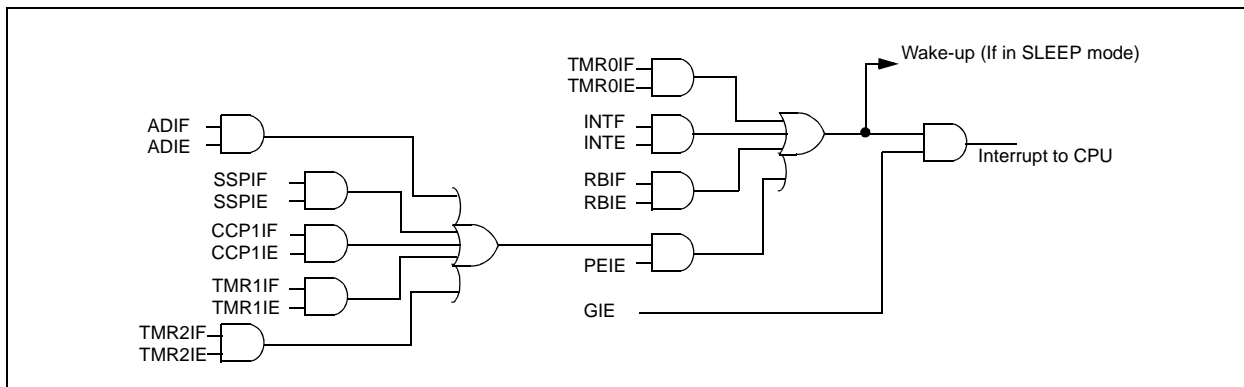 Wake-up (If in SLEEP mode)
TMR0IF
TMR0IE
ADIF
ADIE
INTF
INTE
Interrupt to CPU
SSPIF
SSPIE
RBIF
RBIE
CCP1IF
CCP1IE
PEIE
TMR1IF
TMR1IE
GIE
TMR2IF
TMR2IE